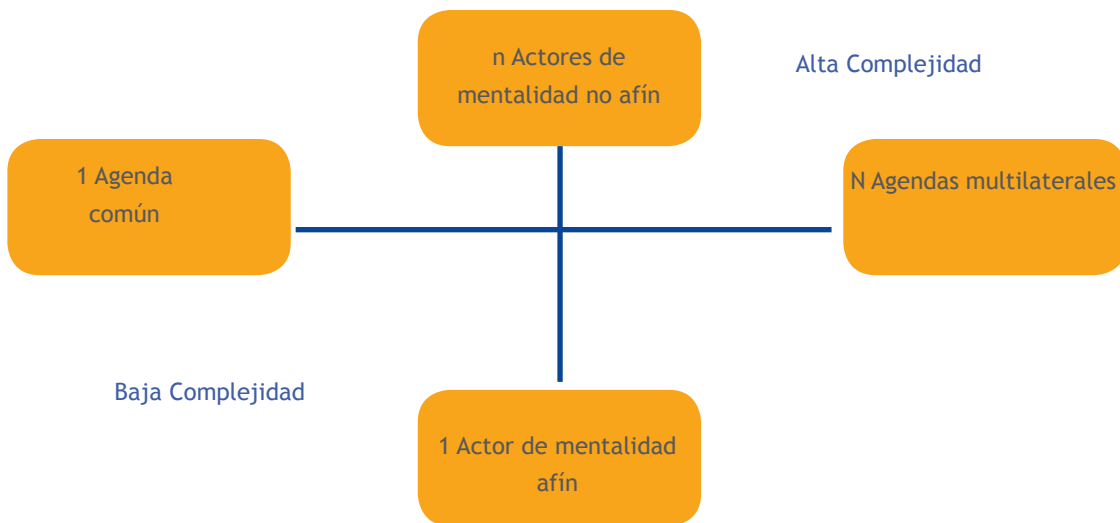 n Actores de
mentalidad no afín
Alta Complejidad
1 Agenda
común
N Agendas multilaterales
Baja Complejidad
1 Actor de mentalidad
afín